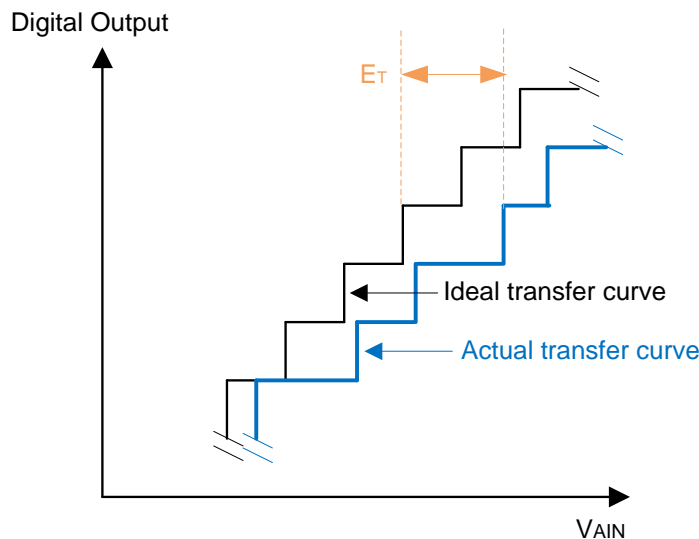 Digital Output
ET
Ideal transfer curve
Actual transfer curve
VAIN